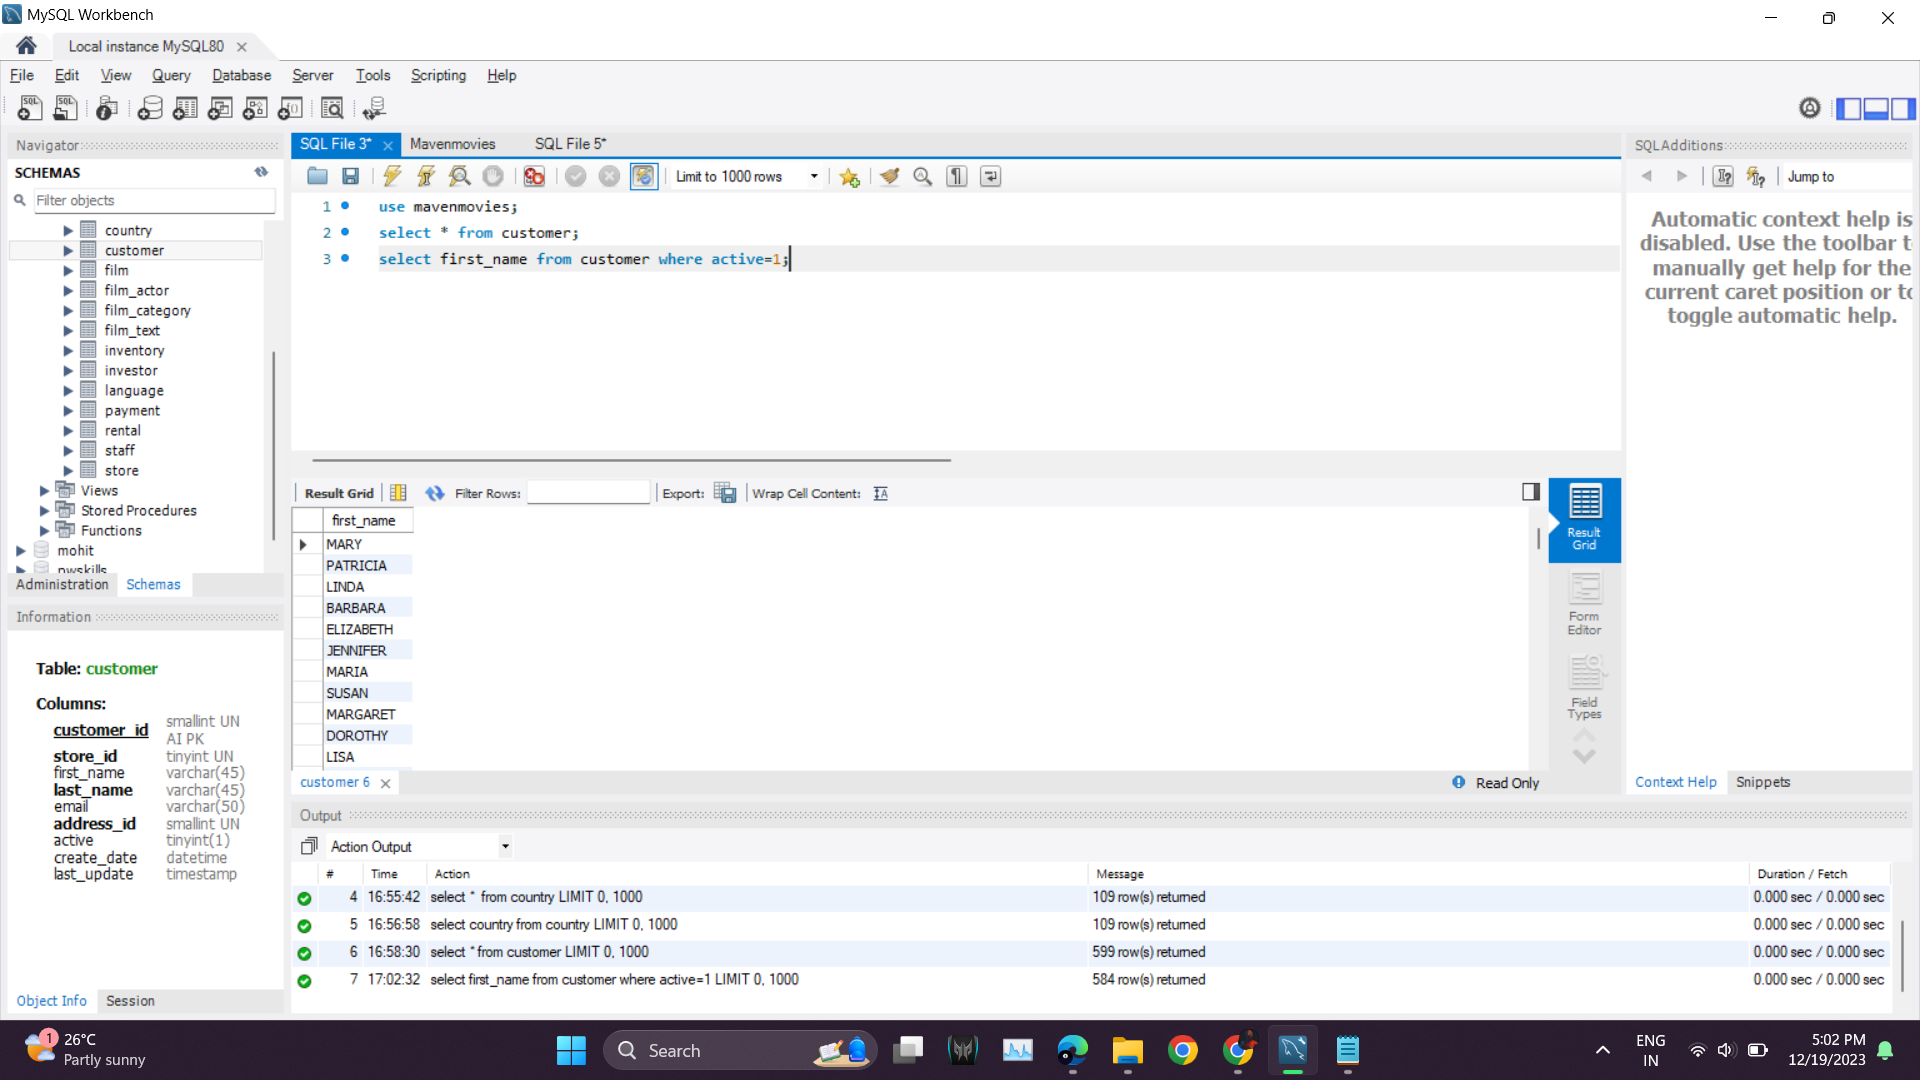 MySQL Workbench
Local instance MySQL80
File Edit View Query Database Server Tools Scripting Help
Navigator
SCHEMAS
Filter objects
country
customer
film
film_actor
film_category
film_text
inventory
investor
language
payment
rental
staff
store
Views
Stored Procedures
Functions
mohit
pwskills
Administration Schemas
Information
Table: customer
Columns:
customer_id smallint UN
AI PK
store_id tinyint UN
first_name varchar(45)
last_name varchar(45)
email varchar(50)
address_id smallint UN
active tinyint(1)
create_date datetime
last_update timestamp
Object Info Session
SQL File 3* Mavenmovies SQL File 5*
Limit to 1000 rows
1 use mavenmovies;
2 select * from customer;
3 select first_name from customer where active=1;
Result Grid Filter Rows: Export: Wrap Cell Content:
first_name
MARY
PATRICIA
LINDA
BARBARA
ELIZABETH
JENNIFER
MARIA
SUSAN
MARGARET
DOROTHY
LISA
Result
Grid
Form
Editor
Field
Types
customer 6
Read Only
SQLAdditions
Jump to
Automatic context help is
disabled. Use the toolbar t
manually get help for the
current caret position or to
toggle automatic help.
Context Help Snippets
Output
Action Output
# Time Action Message Duration / Fetch
4 16:55:42 select * from country LIMIT 0, 1000 109 row(s) returned 0.000 sec / 0.000 sec
5 16:56:58 select country from country LIMIT 0, 1000 109 row(s) returned 0.000 sec / 0.000 sec
6 16:58:30 select * from customer LIMIT 0, 1000 599 row(s) returned 0.000 sec / 0.000 sec
7 17:02:32 select first_name from customer where active=1 LIMIT 0, 1000 584 row(s) returned 0.000 sec / 0.000 sec
1
26°C
Partly sunny
Search
ENG
IN
5:02 PM
12/19/2023